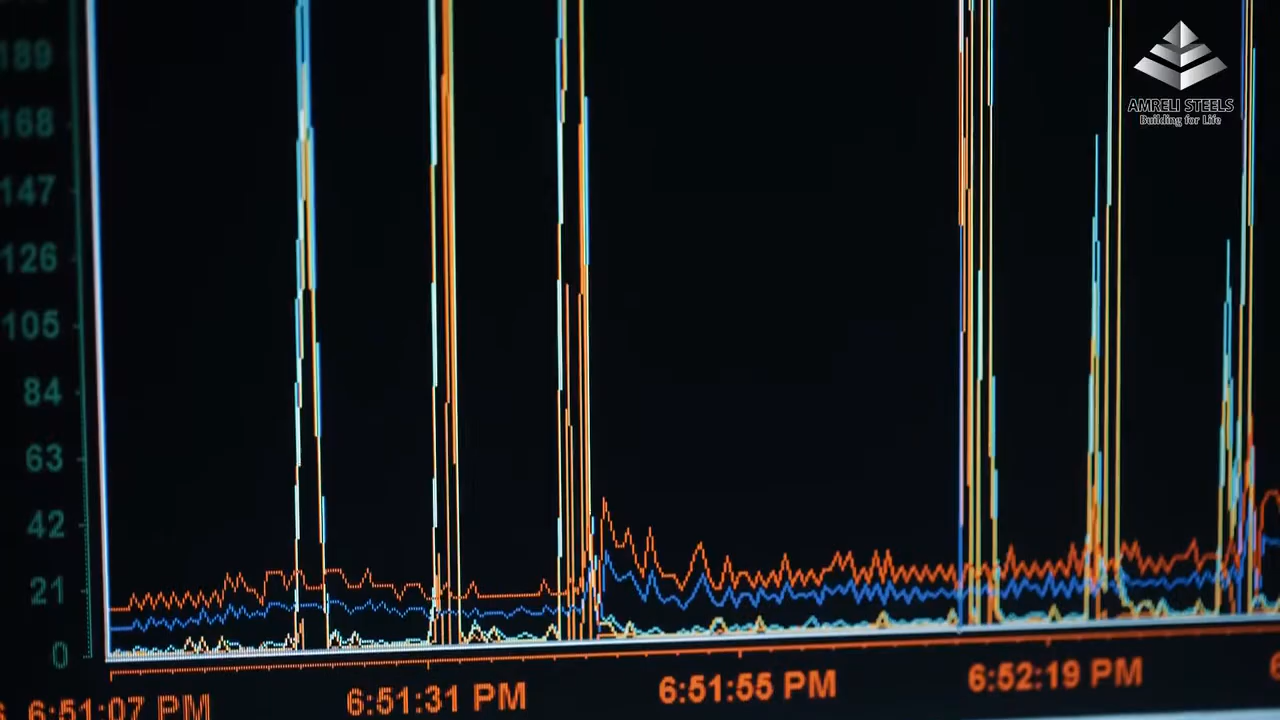 AMRELI STEELS
Building for Life
189
168
147
126
105
84
63
42
21
0
6:51:07 PM
6:51:31 PM
6:51:55 PM
6:52:19 PM